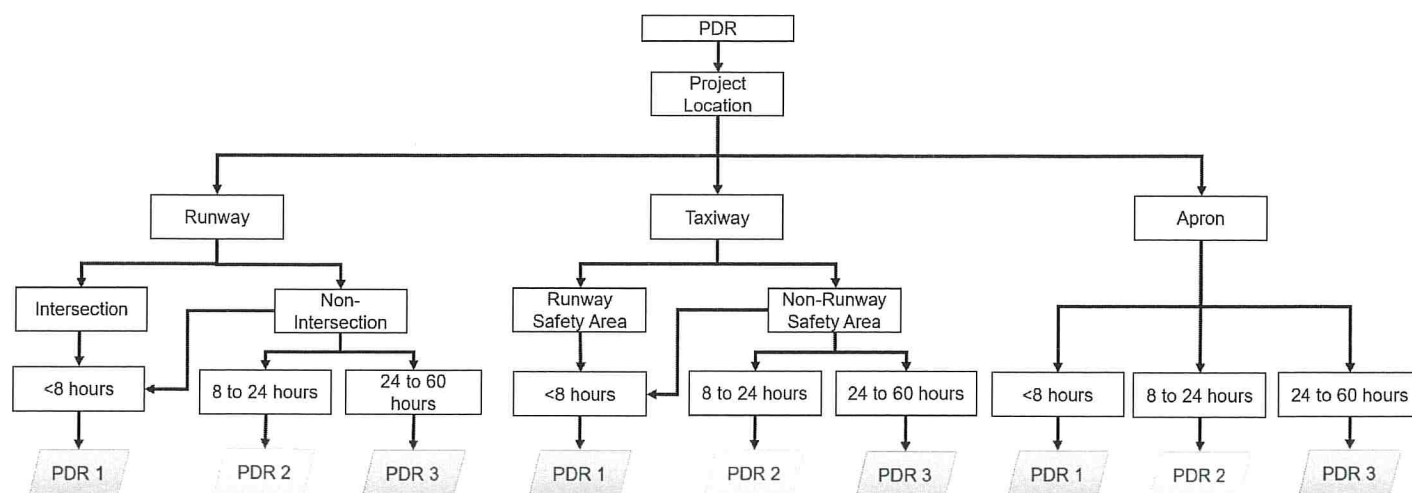 PDR
Project
Location
Runway
Taxiway
Apron
Intersection
Non-
Intersection
Runway
Safety Area
Non-Runway
Safety Area
<8 hours
8 to 24 hours
24 to 60
hours
<8 hours
8 to 24 hours
24 to 60 hours
<8 hours
8 to 24 hours
24 to 60 hours
PDR 1
PDR 2
PDR 3
PDR 1
PDR 2
PDR 3
PDR 1
PDR 2
PDR 3